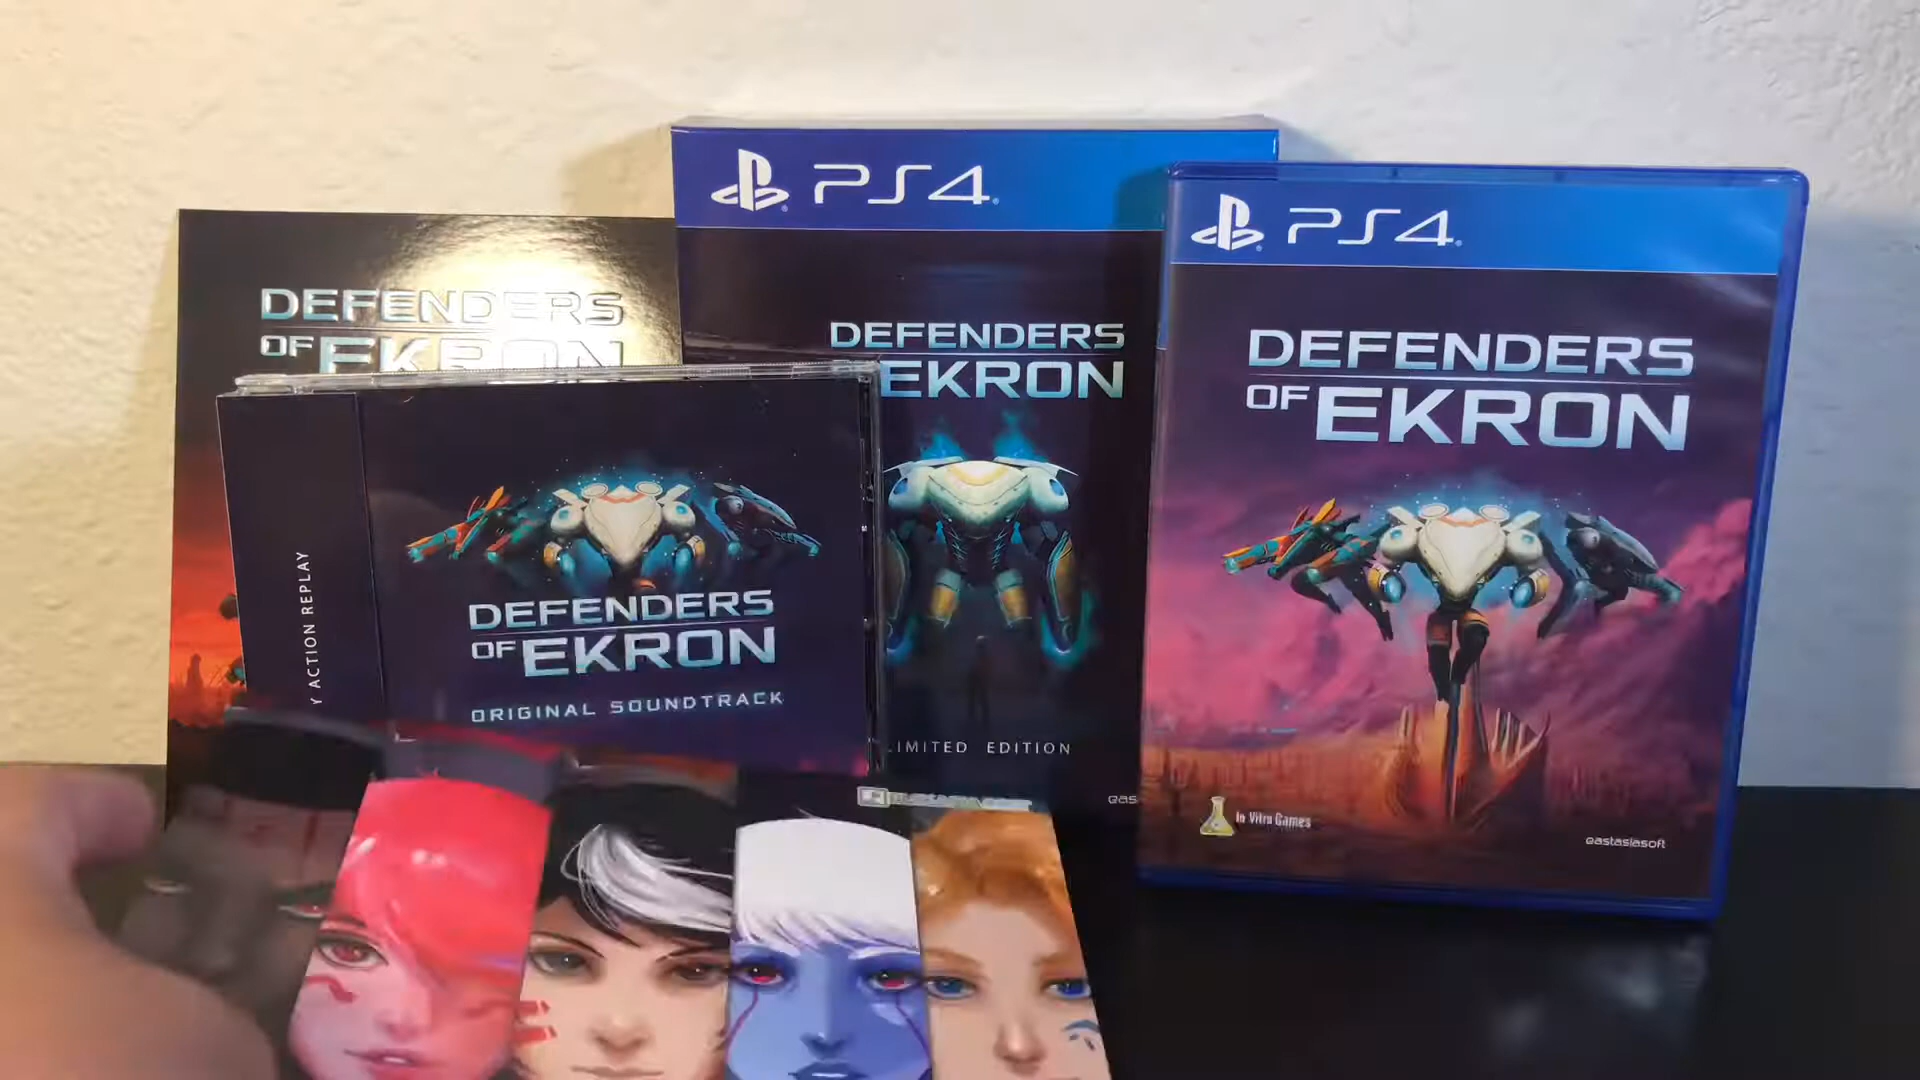 DEFENDERS
OF EKRON
PS4
DEFENDERS
EKRON
LIMITED EDITION
eas
PS4
DEFENDERS
OF EKRON
In Vitro Games
eastasiasoft
Y ACTION REPLAY
DEFENDERS
OF EKRON
ORIGINAL SOUNDTRACK